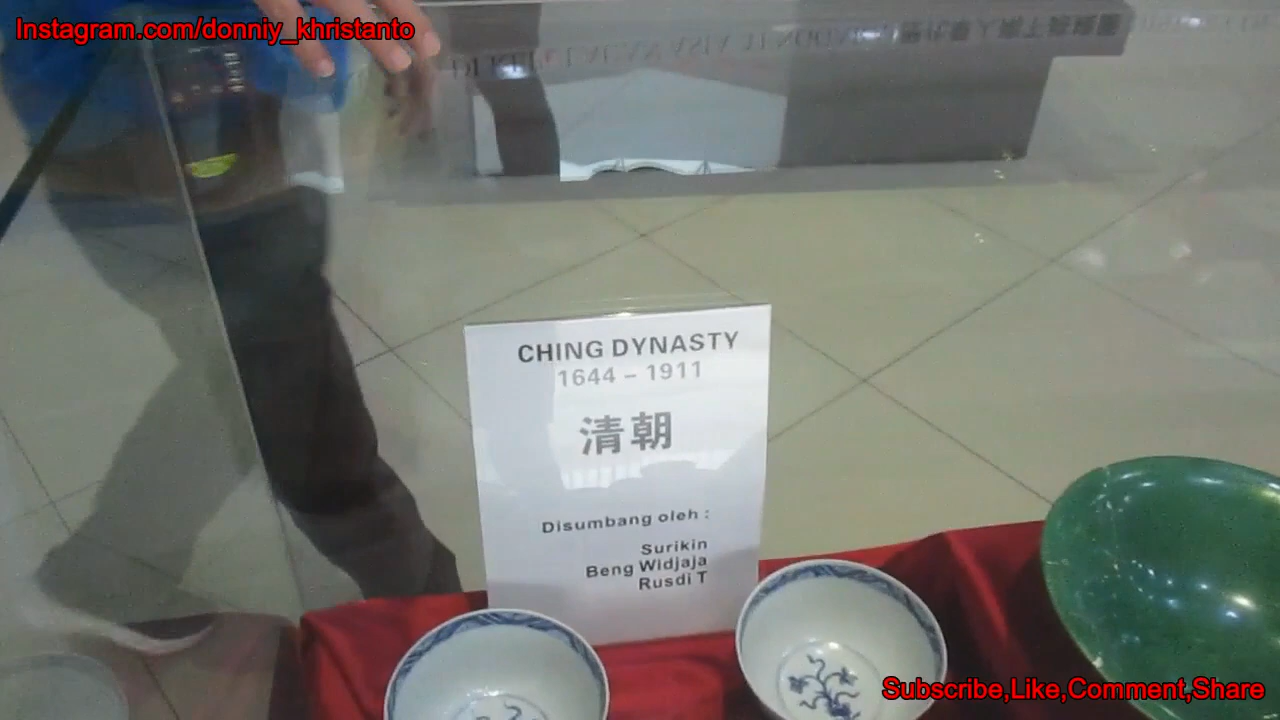 Instagram.com/donniy_khristanto
CHING DYNASTY
1644 – 1911
清朝
Disumbang oleh :
Surikin
Beng Widjaja
Rusdi T
Subscribe,Like,Comment,Share